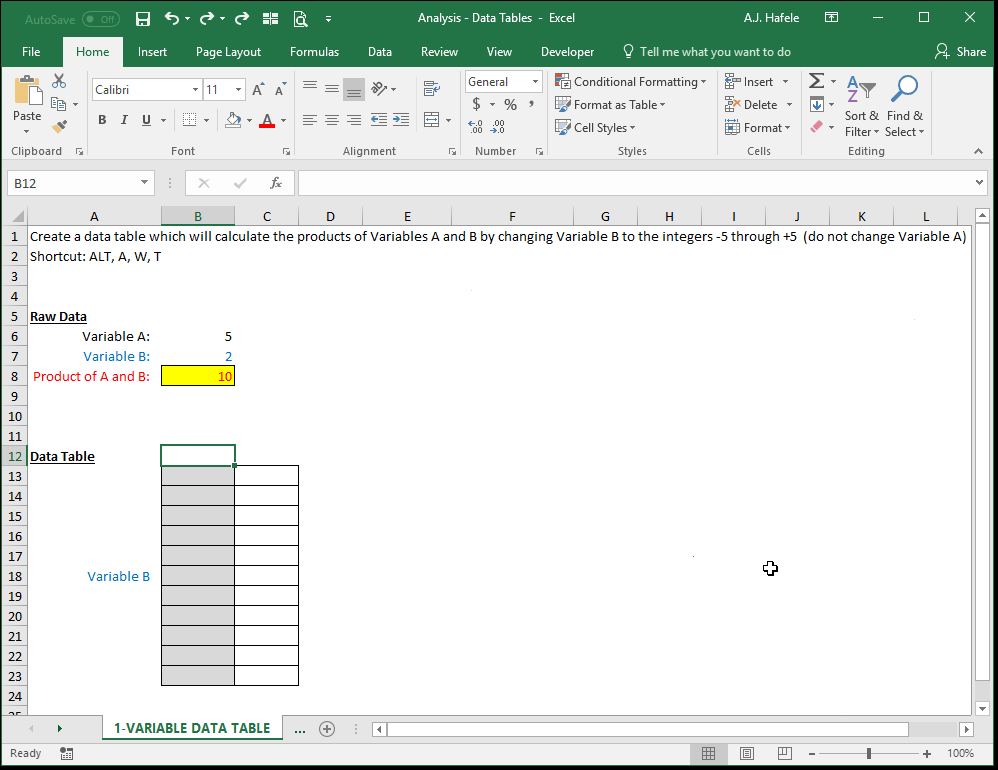 AutoSave Off Analysis - Data Tables - Excel A.J. Hafele
File Home Insert Page Layout Formulas Data Review View Developer Tell me what you want to do Share
Calibri 11 A A General Conditional Formatting Insert Σ A Z
Paste B I U A $ % , Format as Table Delete Sort & Find &
.00 .00 Cell Styles Format Filter Select
Clipboard Font Alignment Number Styles Cells Editing
B12 fx
A B C D E F G H I J K L
1 Create a data table which will calculate the products of Variables A and B by changing Variable B to the integers -5 through +5 (do not change Variable A)
2 Shortcut: ALT, A, W, T
3
4
5 Raw Data
6 Variable A: 5
7 Variable B: 2
8 Product of A and B: 10
9
10
11
12 Data Table
13
14
15
16
17
18 Variable B
19
20
21
22
23
24
25
1-VARIABLE DATA TABLE ...
Ready 100%